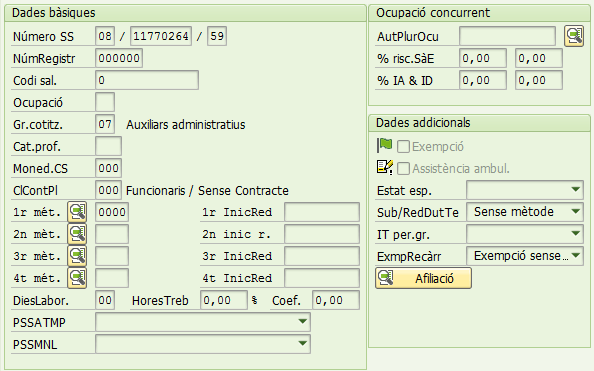 Dades bàsiques
Número SS 08 / 11770264 / 59
NúmRegistr 000000
Codi sal. 0
Ocupació
Gr.cotitz. 07 Auxiliars administratius
Cat.prof.
Moned.CS 000
ClContPl 000 Funcionaris / Sense Contracte
1r mèt. 0000 1r InicRed
2n mèt. 2n inic r.
3r mèt. 3r InicRed
4t mèt. 4t InicRed
DiesLabor. 00 HoresTreb 0,00 % Coef. 0,00
PSSATMP
PSSMNL
Ocupació concurrent
AutPlurOcu
% risc.SàE 0,00 0,00
% IA & ID 0,00 0,00
Dades addicionals
Exempció
Assistència ambul.
Estat esp.
Sub/RedDutTe Sense mètode
IT per.gr.
ExmpRecàrr Exempció sense...
Afiliació